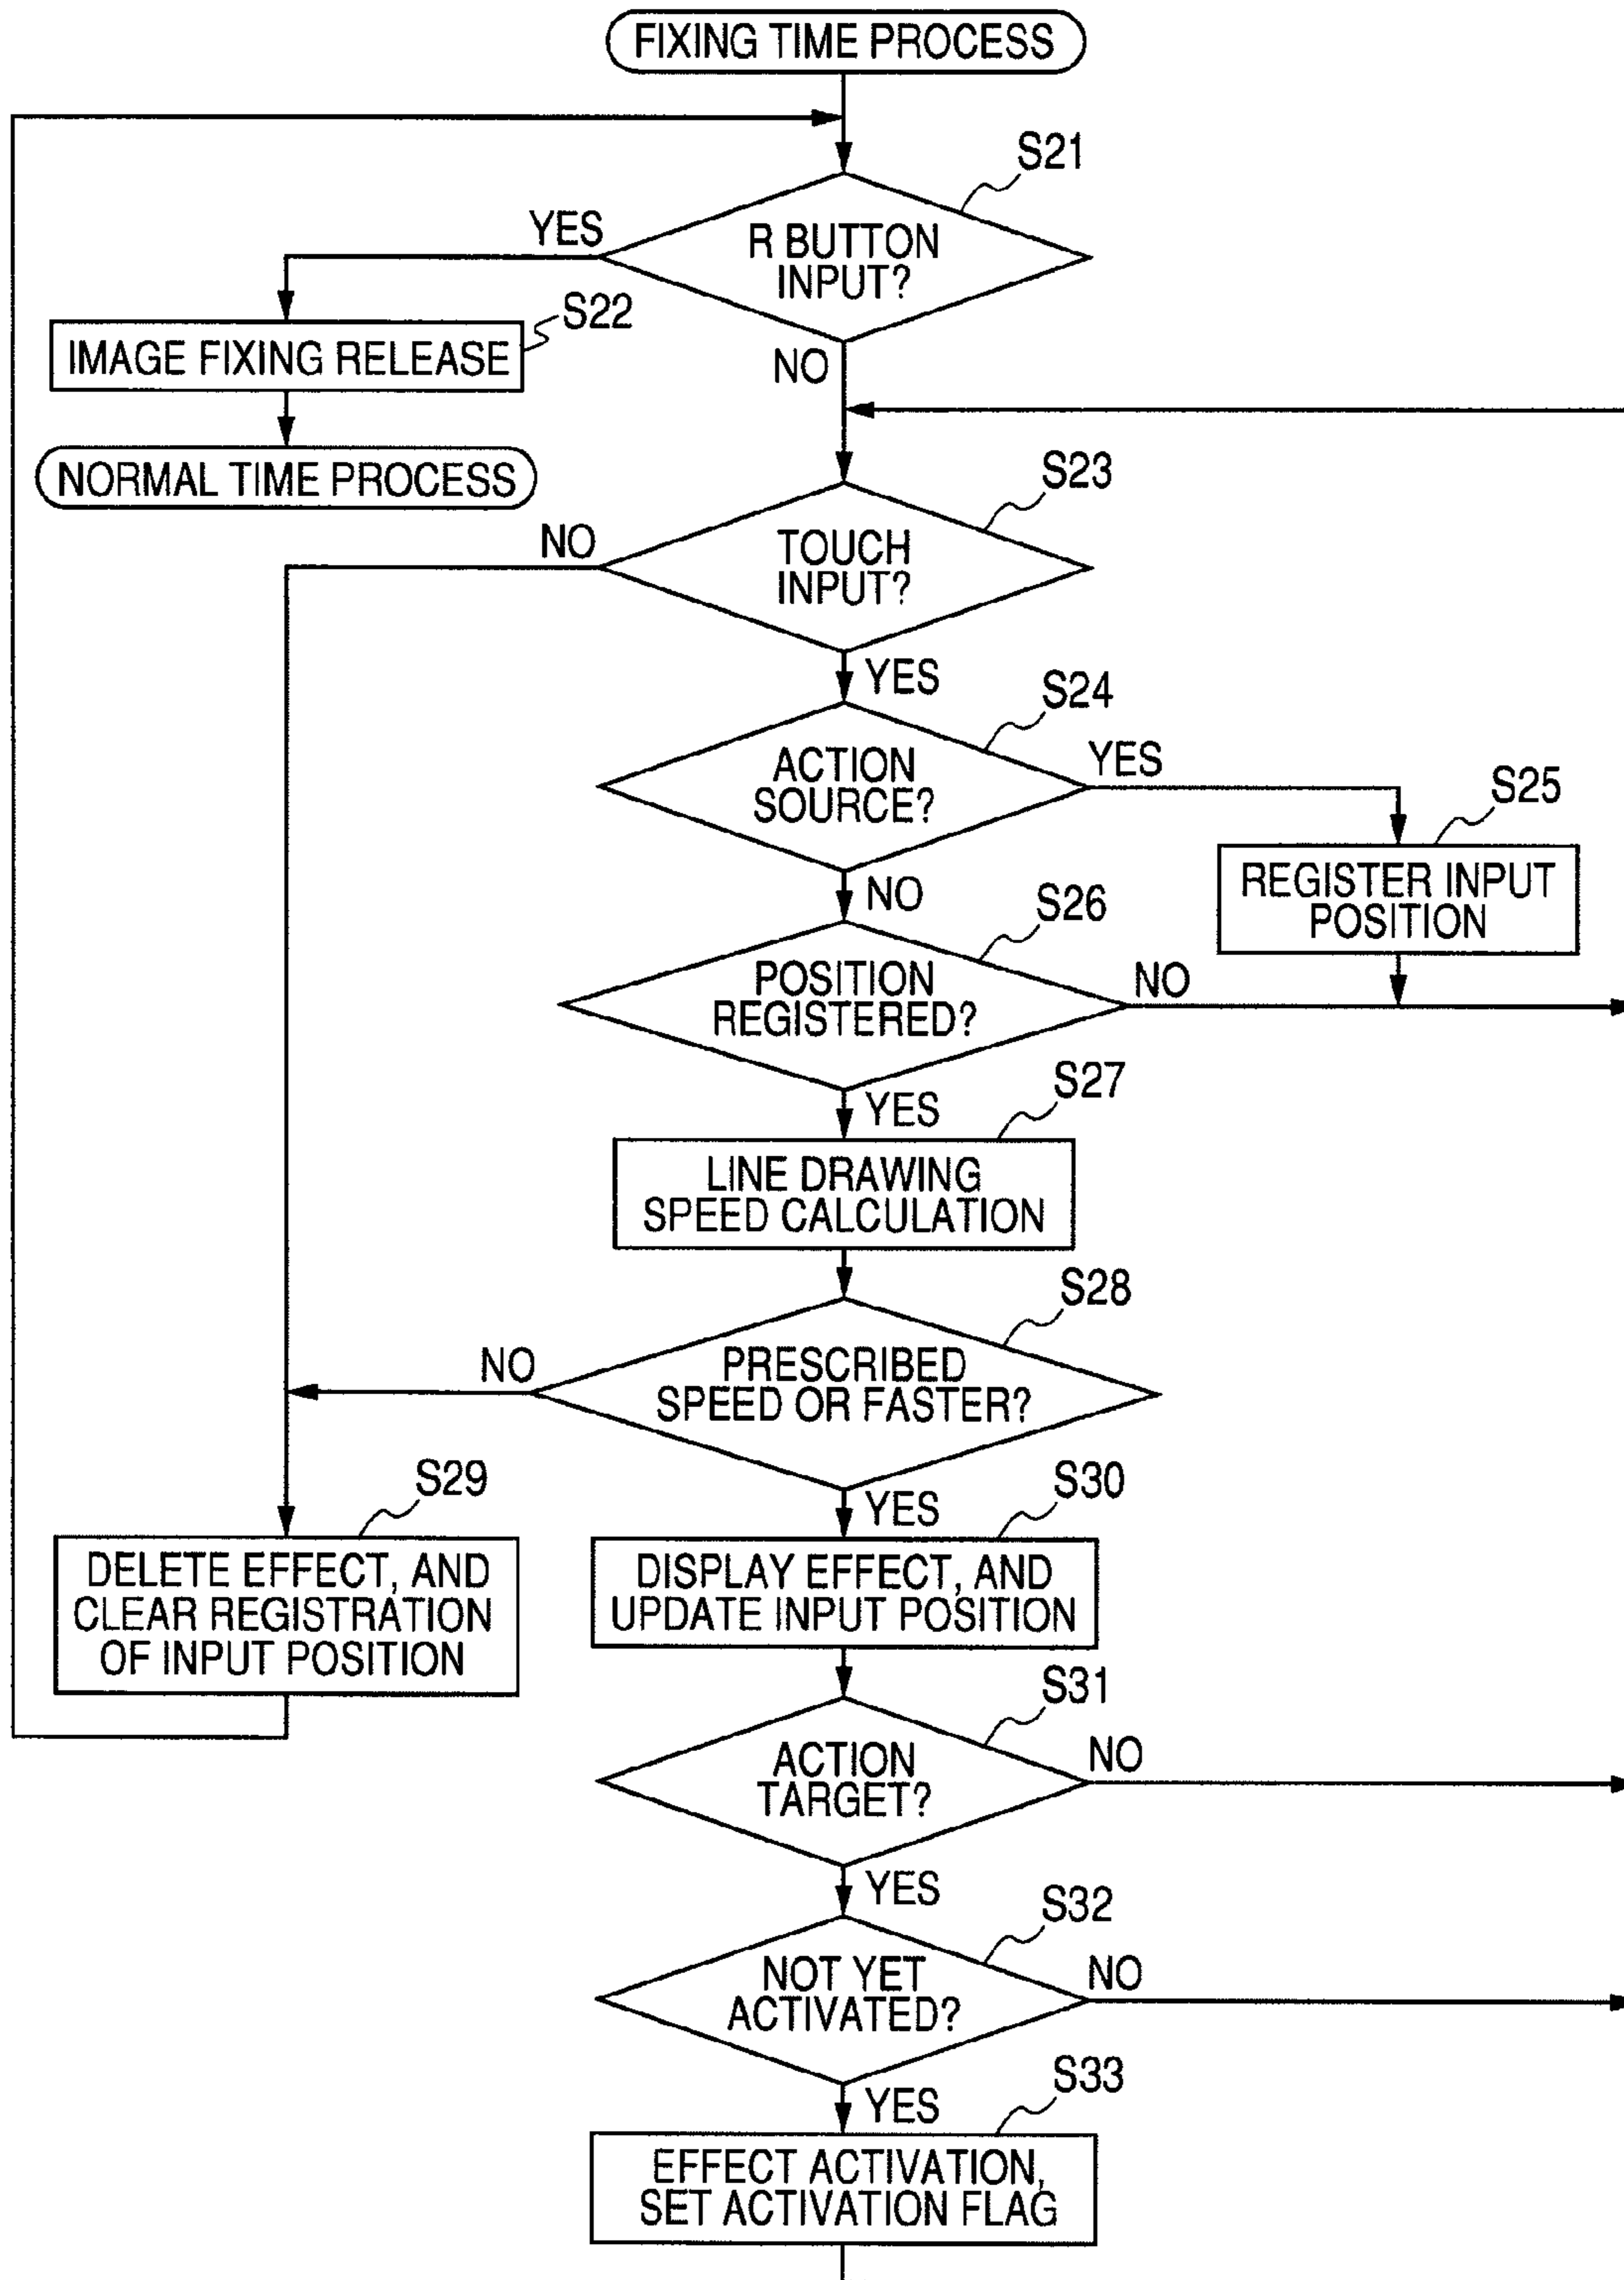 FIXING TIME PROCESS
S21
YES
R BUTTON
INPUT?
S22
IMAGE FIXING RELEASE
NO
NORMAL TIME PROCESS
S23
NO
TOUCH
INPUT?
YES
S24
ACTION
SOURCE?
YES
S25
REGISTER INPUT
POSITION
NO
S26
POSITION
REGISTERED?
NO
S27
YES
LINE DRAWING
SPEED CALCULATION
S28
NO
PRESCRIBED
SPEED OR FASTER?
S29
YES
S30
DELETE EFFECT, AND
CLEAR REGISTRATION
OF INPUT POSITION
DISPLAY EFFECT, AND
UPDATE INPUT POSITION
S31
ACTION
TARGET?
NO
YES
S32
NOT YET
ACTIVATED?
NO
S33
YES
EFFECT ACTIVATION,
SET ACTIVATION FLAG